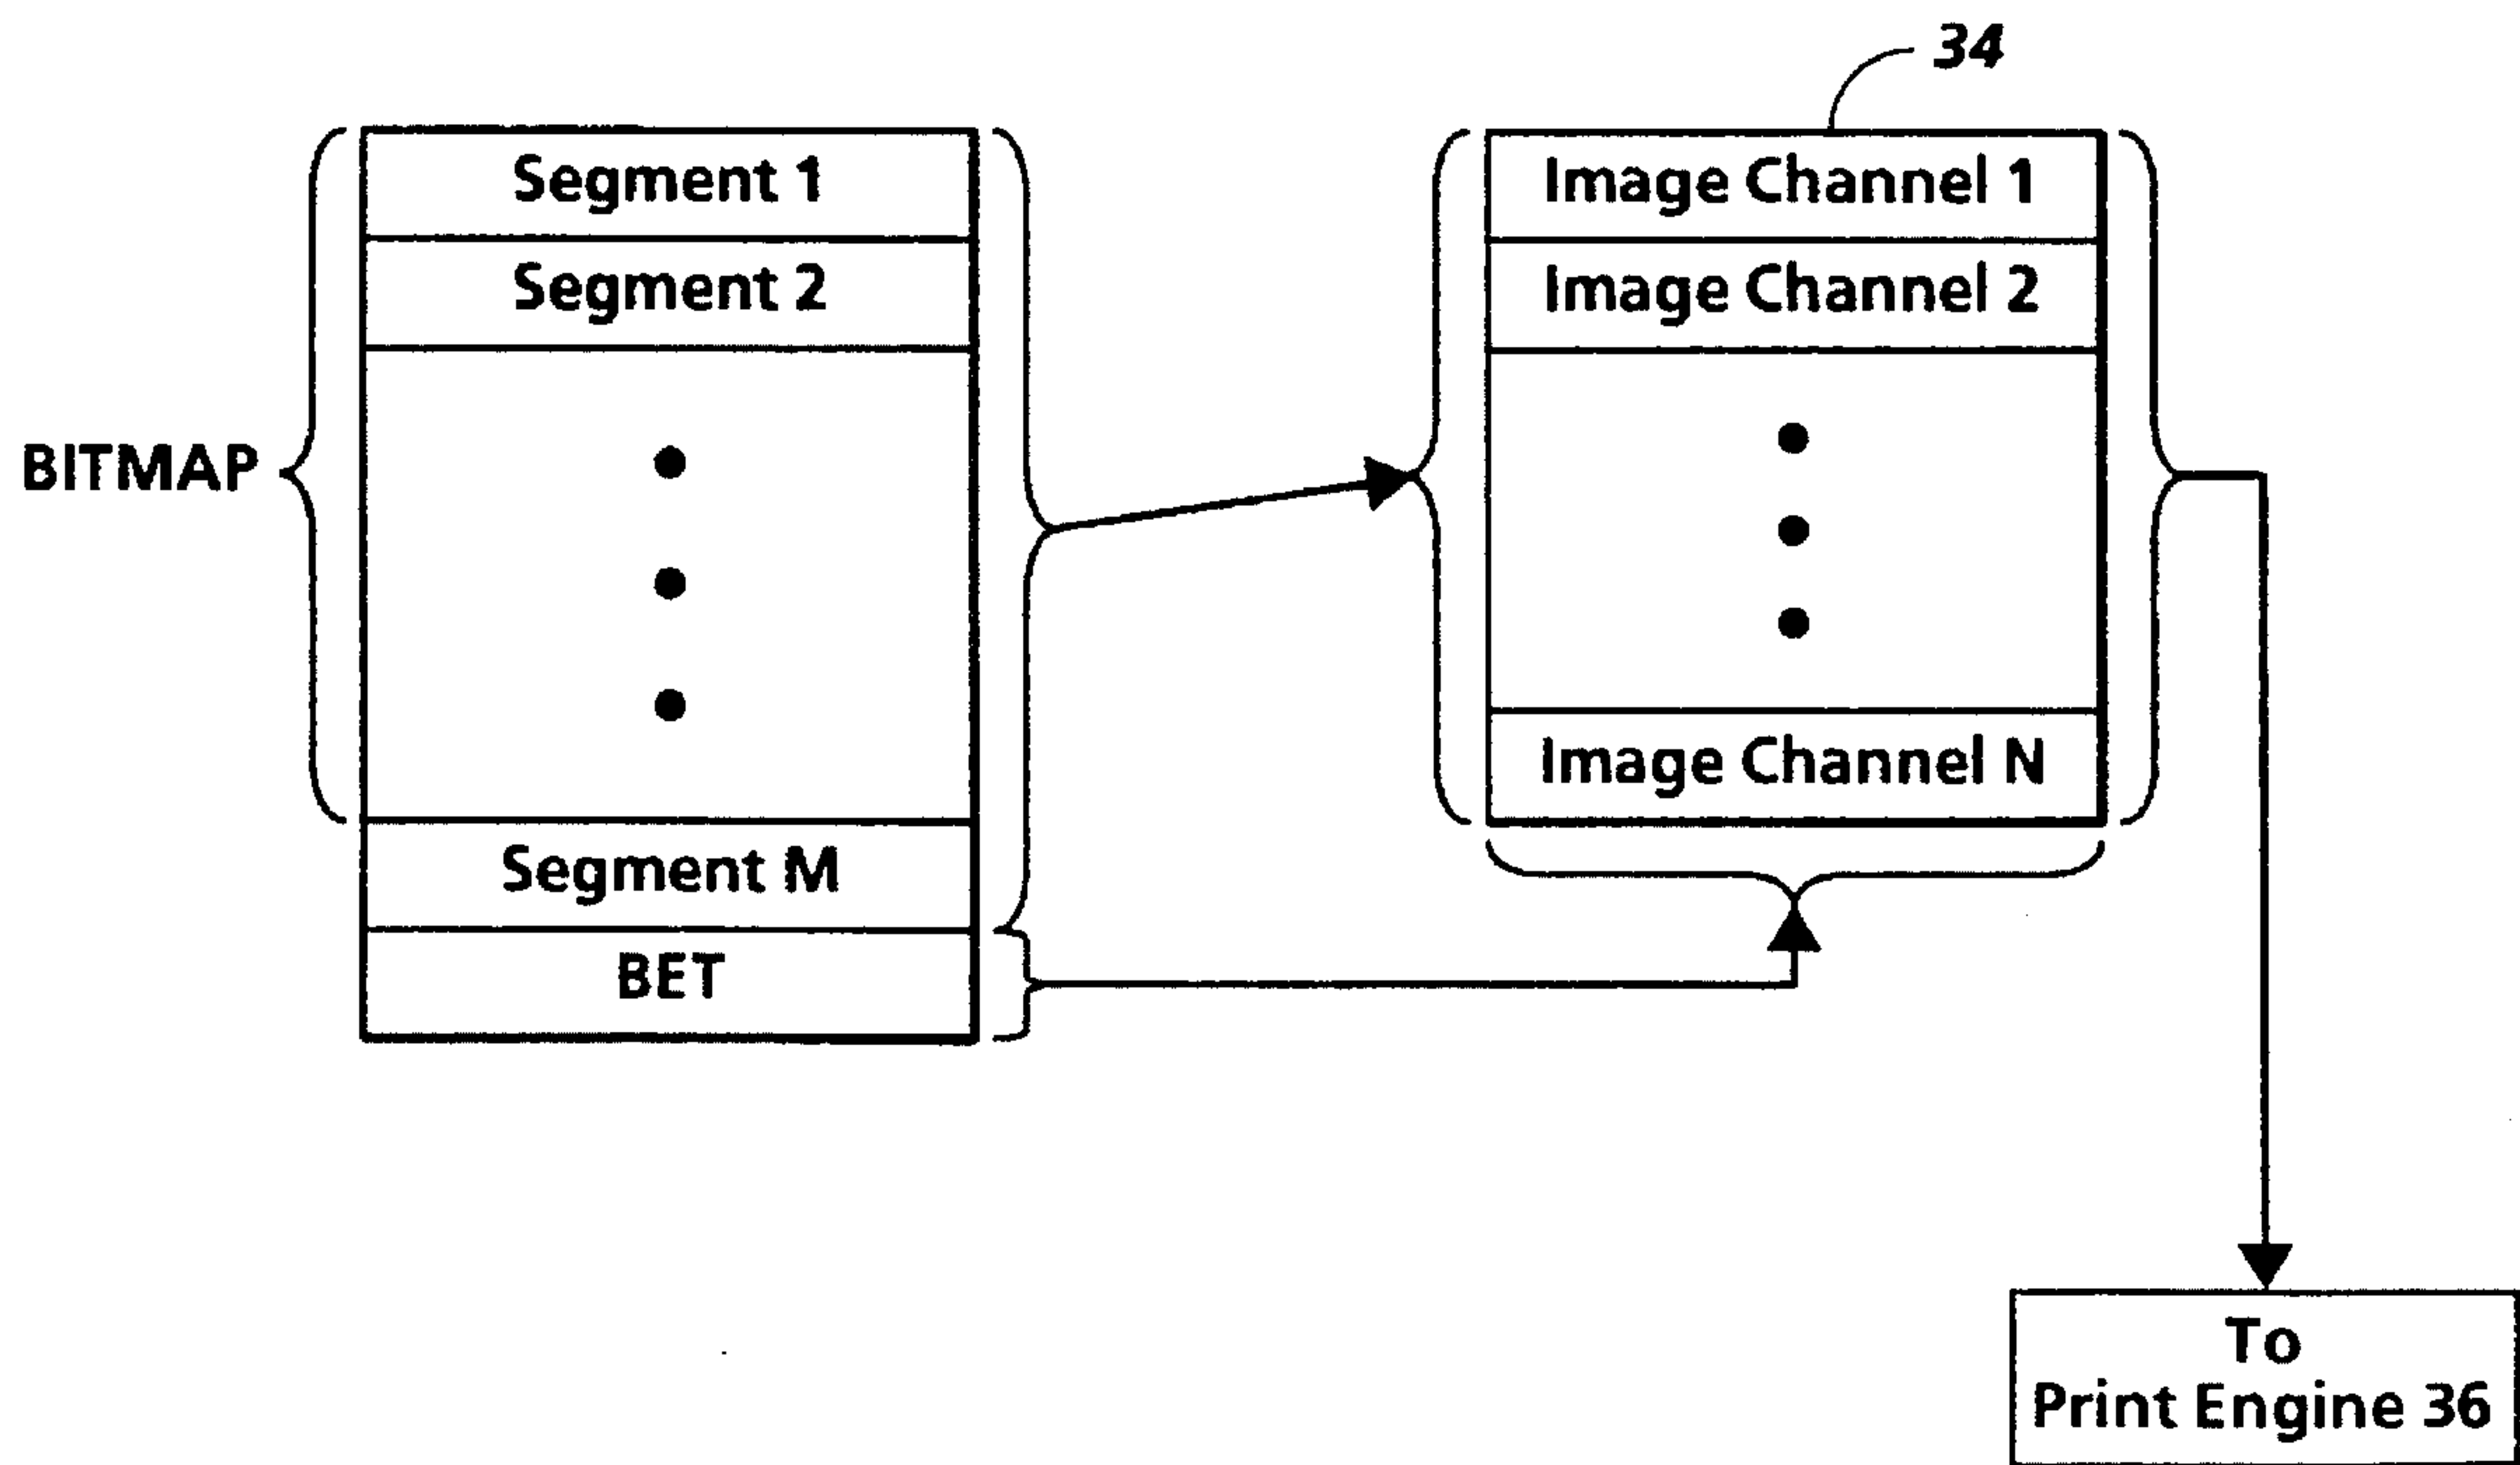 34
BITMAP
Segment 1
Segment 2
Segment M
BET
Image Channel 1
Image Channel 2
Image Channel N
To
Print Engine 36